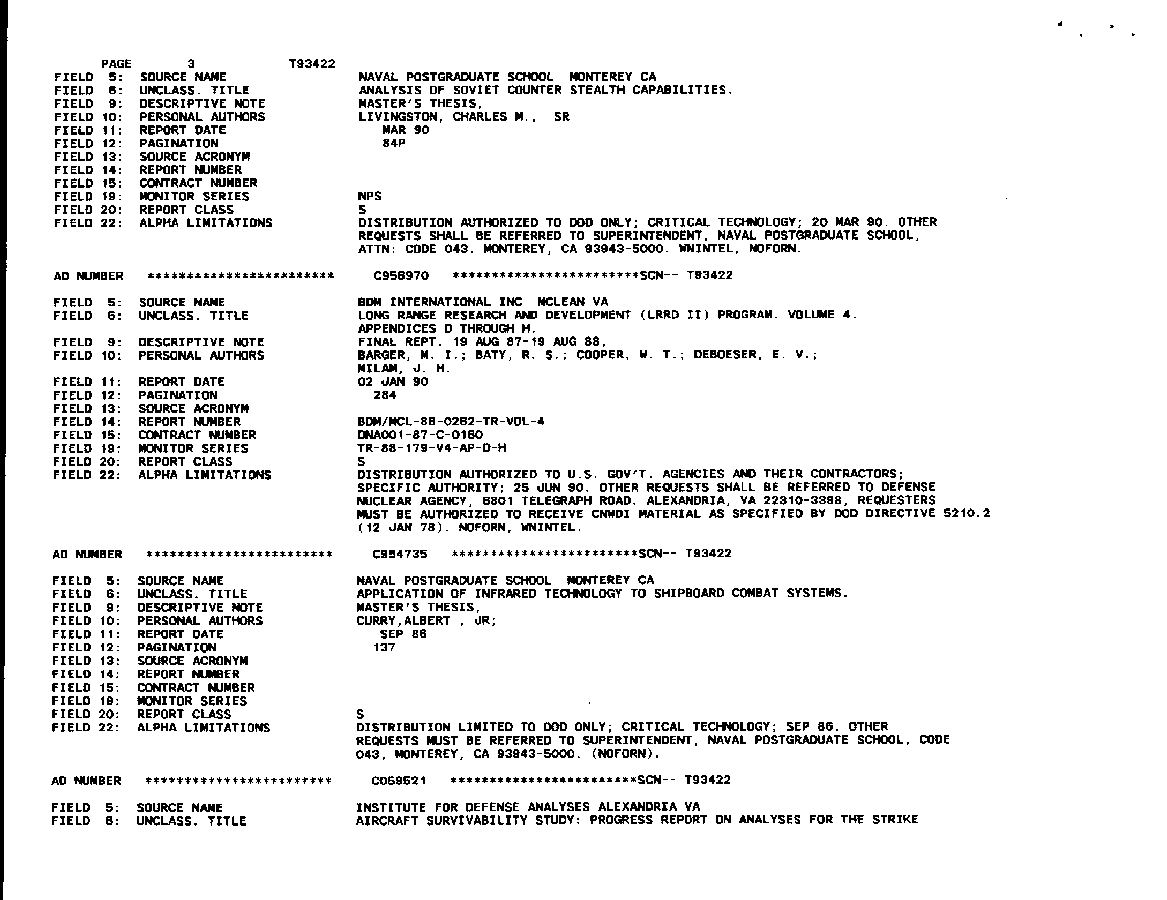 PAGE 3 T93422
FIELD 5: SOURCE NAME NAVAL POSTGRADUATE SCHOOL MONTEREY CA
FIELD 6: UNCLASS. TITLE ANALYSIS OF SOVIET COUNTER STEALTH CAPABILITIES.
FIELD 9: DESCRIPTIVE NOTE MASTER'S THESIS,
FIELD 10: PERSONAL AUTHORS LIVINGSTON, CHARLES M., SR
FIELD 11: REPORT DATE MAR 90
FIELD 12: PAGINATION 84P
FIELD 13: SOURCE ACRONYM
FIELD 14: REPORT NUMBER
FIELD 15: CONTRACT NUMBER
FIELD 19: MONITOR SERIES NPS
FIELD 20: REPORT CLASS S
FIELD 22: ALPHA LIMITATIONS DISTRIBUTION AUTHORIZED TO DOD ONLY; CRITICAL TECHNOLOGY; 20 MAR 90. OTHER
REQUESTS SHALL BE REFERRED TO SUPERINTENDENT, NAVAL POSTGRADUATE SCHOOL,
ATTN: CODE 043. MONTEREY, CA 93943-5000. WNINTEL, NOFORN.
AD NUMBER ************************ C956970 ************************SCN-- T93422
FIELD 5: SOURCE NAME BDM INTERNATIONAL INC MCLEAN VA
FIELD 6: UNCLASS. TITLE LONG RANGE RESEARCH AND DEVELOPMENT (LRRD II) PROGRAM. VOLUME 4.
APPENDICES D THROUGH H.
FIELD 9: DESCRIPTIVE NOTE FINAL REPT. 19 AUG 87-19 AUG 88,
FIELD 10: PERSONAL AUTHORS BARGER, M. I.; BATY, R. S.; COOPER, W. T.; DEBOESER, E. V.;
MILAM, J. H.
FIELD 11: REPORT DATE 02 JAN 90
FIELD 12: PAGINATION 284
FIELD 13: SOURCE ACRONYM
FIELD 14: REPORT NUMBER BDM/MCL-88-0282-TR-VOL-4
FIELD 15: CONTRACT NUMBER DNA001-87-C-0160
FIELD 19: MONITOR SERIES TR-88-179-V4-AP-D-H
FIELD 20: REPORT CLASS S
FIELD 22: ALPHA LIMITATIONS DISTRIBUTION AUTHORIZED TO U.S. GOV'T. AGENCIES AND THEIR CONTRACTORS;
SPECIFIC AUTHORITY; 25 JUN 90. OTHER REQUESTS SHALL BE REFERRED TO DEFENSE
NUCLEAR AGENCY, 6801 TELEGRAPH ROAD. ALEXANDRIA, VA 22310-3398, REQUESTERS
MUST BE AUTHORIZED TO RECEIVE CNWDI MATERIAL AS SPECIFIED BY DOD DIRECTIVE 5210.2
(12 JAN 78). NOFORN, WNINTEL.
AD NUMBER ************************ C954735 ************************SCN-- T93422
FIELD 5: SOURCE NAME NAVAL POSTGRADUATE SCHOOL MONTEREY CA
FIELD 6: UNCLASS. TITLE APPLICATION OF INFRARED TECHNOLOGY TO SHIPBOARD COMBAT SYSTEMS.
FIELD 9: DESCRIPTIVE NOTE MASTER'S THESIS,
FIELD 10: PERSONAL AUTHORS CURRY,ALBERT , JR;
FIELD 11: REPORT DATE SEP 86
FIELD 12: PAGINATION 137
FIELD 13: SOURCE ACRONYM
FIELD 14: REPORT NUMBER
FIELD 15: CONTRACT NUMBER
FIELD 19: MONITOR SERIES
FIELD 20: REPORT CLASS S
FIELD 22: ALPHA LIMITATIONS DISTRIBUTION LIMITED TO DOD ONLY; CRITICAL TECHNOLOGY; SEP 86. OTHER
REQUESTS MUST BE REFERRED TO SUPERINTENDENT, NAVAL POSTGRADUATE SCHOOL, CODE
043, MONTEREY, CA 93943-5000. (NOFORN).
AD NUMBER ************************ C059521 ************************SCN-- T93422
FIELD 5: SOURCE NAME INSTITUTE FOR DEFENSE ANALYSES ALEXANDRIA VA
FIELD 6: UNCLASS. TITLE AIRCRAFT SURVIVABILITY STUDY: PROGRESS REPORT ON ANALYSES FOR THE STRIKE